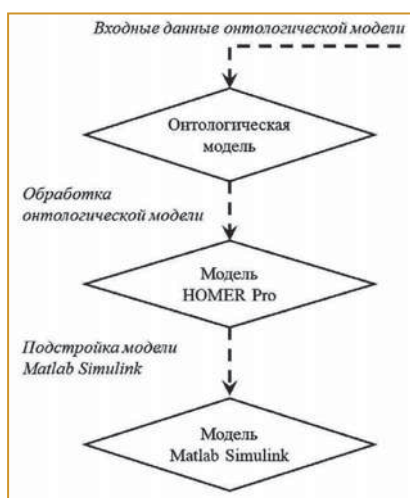 Входные данные онтологической модели
Онтологическая
модель
Обработка
онтологической модели
Модель
HOMER Pro
Подстройка модели
Matlab Simulink
Модель
Matlab Simulink